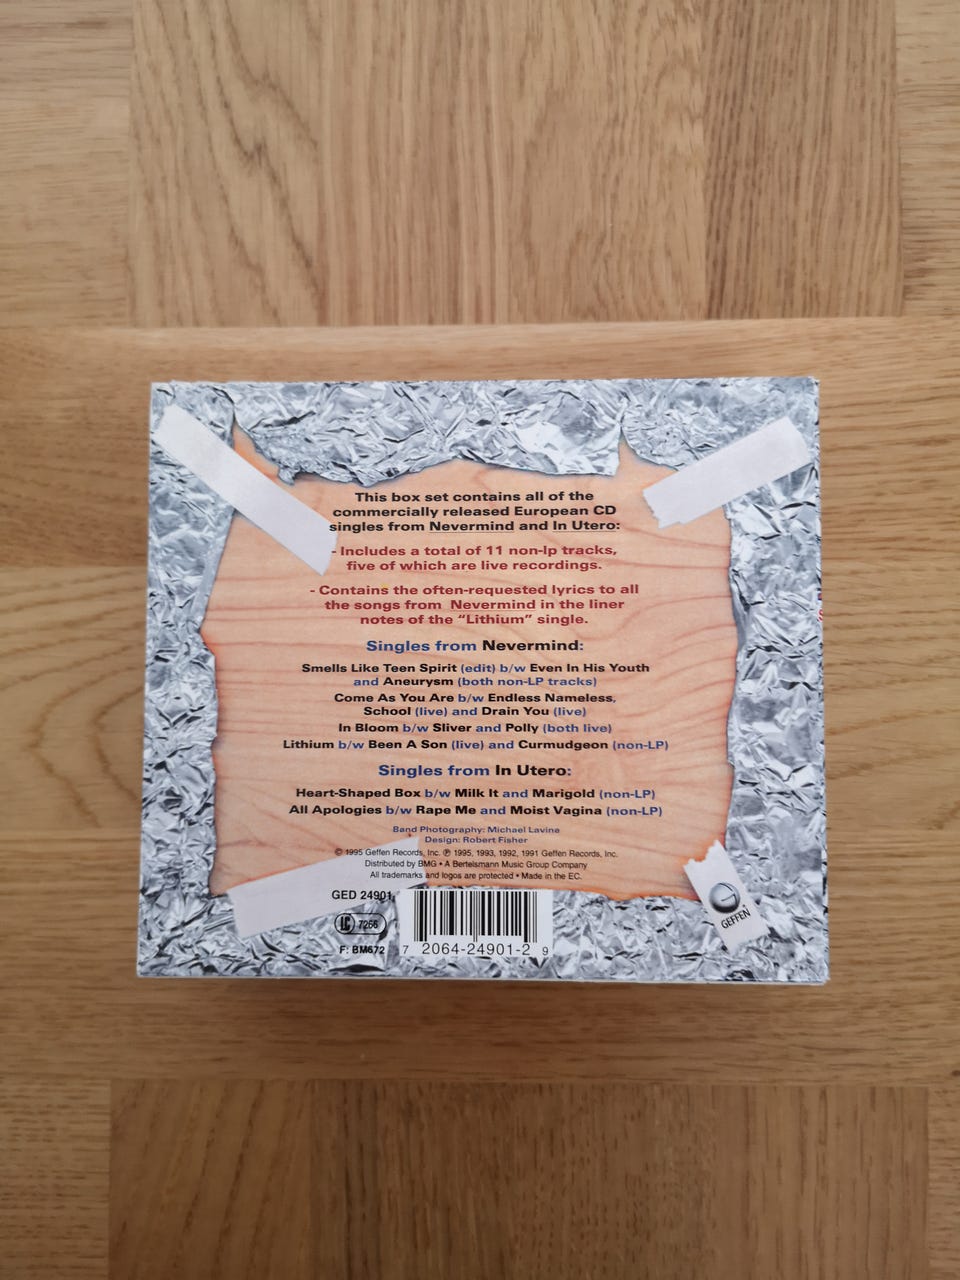 This box set contains all of the
commercially released European CD
singles from Nevermind and In Utero:
- Includes a total of 11 non-lp tracks,
five of which are live recordings.
- Contains the often-requested lyrics to all
the songs from Nevermind in the liner
notes of the “Lithium” single.
Singles from Nevermind:
Smells Like Teen Spirit (edit) b/w Even In His Youth
and Aneurysm (both non-LP tracks)
Come As You Are b/w Endless Nameless,
School (live) and Drain You (live)
In Bloom b/w Sliver and Polly (both live)
Lithium b/w Been A Son (live) and Curmudgeon (non-LP)
Singles from In Utero:
Heart-Shaped Box b/w Milk It and Marigold (non-LP)
All Apologies b/w Rape Me and Moist Vagina (non-LP)
Band Photography: Michael Lavine
Design: Robert Fisher
© 1995 Geffen Records, Inc. ℗ 1995, 1993, 1992, 1991 Geffen Records, Inc.
Distributed by BMG • A Bertelsmann Music Group Company
All trademarks and logos are protected • Made in the EC.
GED 24901
LC 7266
F: BM672
7 2064-24901-2 9
GEFFEN